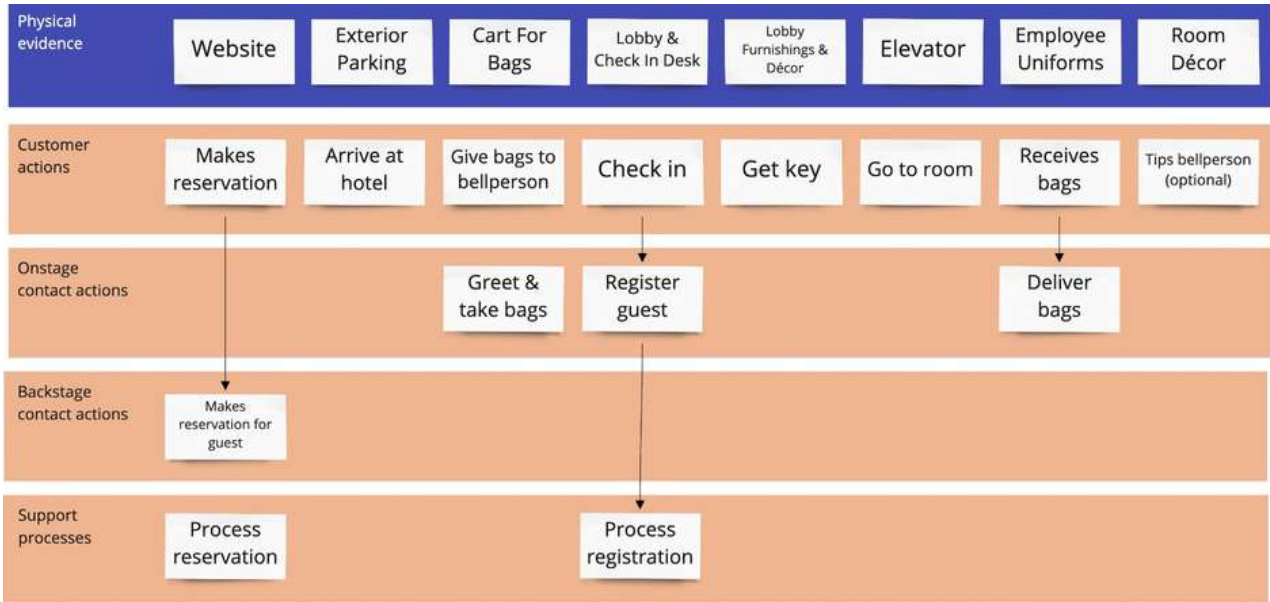 Physical
evidence
Website
Exterior
Parking
Cart For
Bags
Lobby &
Check In Desk
Lobby
Furnishings &
Décor
Elevator
Employee
Uniforms
Room
Décor
Customer
actions
Makes
reservation
Arrive at
hotel
Give bags to
bellperson
Check in
Get key
Go to room
Receives
bags
Tips bellperson
(optional)
Onstage
contact actions
Greet &
take bags
Register
guest
Deliver
bags
Backstage
contact actions
Makes
reservation for
guest
Support
processes
Process
reservation
Process
registration